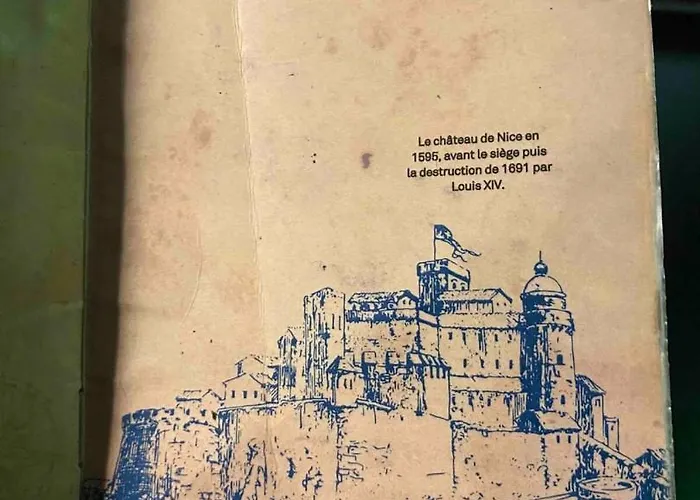 Le château de Nice en
1595, avant le siège puis
la destruction de 1691 par
Louis XIV.